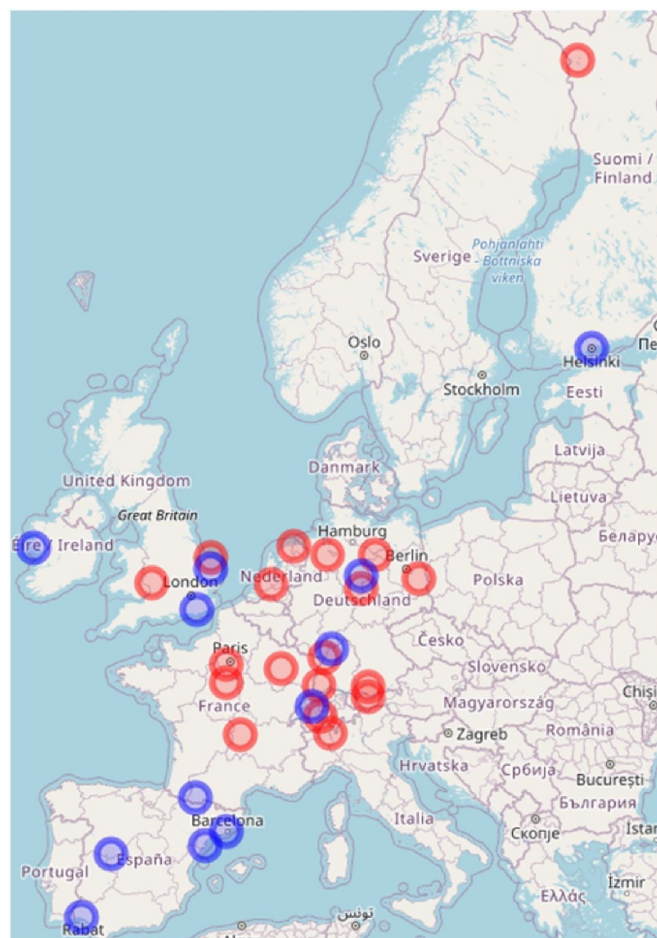 Suomi /
Finland
Pohjanlahti
- Bottniska
viken
Sverige
Oslo
Helsinki
Stockholm
Eesti
Latvija
Danmark
Lietuva
United Kingdom
Great Britain
Hamburg
Éire / Ireland
Berlin
London
Nederland
Polska
Deutschland
Paris
Česko
Slovensko
France
Magyarország
Zagreb
România
Hrvatska
Србија
București
България
Barcelona
Italia
Скопје
Portugal
España
İzmir
Ελλάς
Rabat
تونس